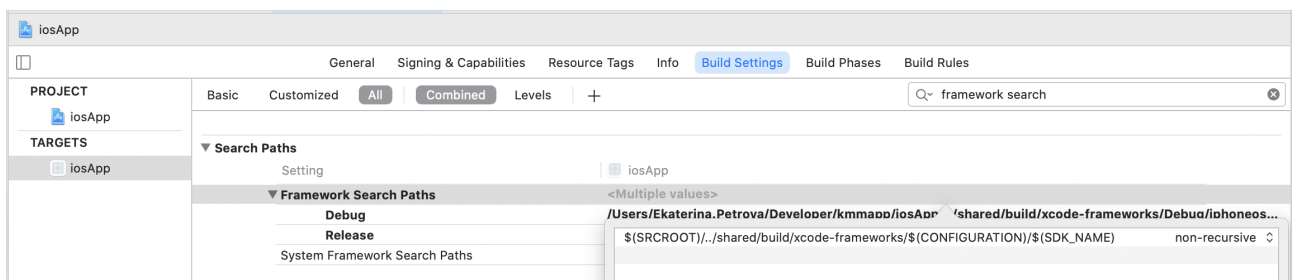 iosApp
General Signing & Capabilities Resource Tags Info Build Settings Build Phases Build Rules
PROJECT
iosApp
TARGETS
iosApp
Basic Customized All Combined Levels +
framework search
Search Paths
Setting iosApp
Framework Search Paths <Multiple values>
Debug /Users/Ekaterina.Petrova/Developer/kmmapp/iosApp /shared/build/xcode-frameworks/Debug/iphoneos...
Release
$(SRCROOT)/../shared/build/xcode-frameworks/$(CONFIGURATION)/$(SDK_NAME) non-recursive
System Framework Search Paths